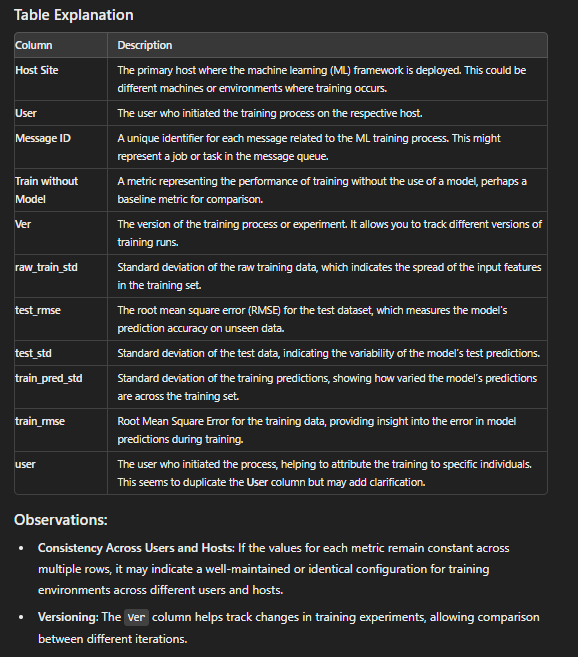 Table Explanation
Column Description
Host Site The primary host where the machine learning (ML) framework is deployed. This could be
different machines or environments where training occurs.
User The user who initiated the training process on the respective host.
Message ID A unique identifier for each message related to the ML training process. This might
represent a job or task in the message queue.
Train without A metric representing the performance of training without the use of a model, perhaps a
Model baseline metric for comparison.
Ver The version of the training process or experiment. It allows you to track different versions of
training runs.
raw_train_std Standard deviation of the raw training data, which indicates the spread of the input features
in the training set.
test_rmse The root mean square error (RMSE) for the test dataset, which measures the model's
prediction accuracy on unseen data.
test_std Standard deviation of the test data, indicating the variability of the model's test predictions.
train_pred_std Standard deviation of the training predictions, showing how varied the model's predictions
are across the training set.
train_rmse Root Mean Square Error for the training data, providing insight into the error in model
predictions during training.
user The user who initiated the process, helping to attribute the training to specific individuals.
This seems to duplicate the User column but may add clarification.
Observations:
• Consistency Across Users and Hosts: If the values for each metric remain constant across
multiple rows, it may indicate a well-maintained or identical configuration for training
environments across different users and hosts.
• Versioning: The Ver column helps track changes in training experiments, allowing comparison
between different iterations.